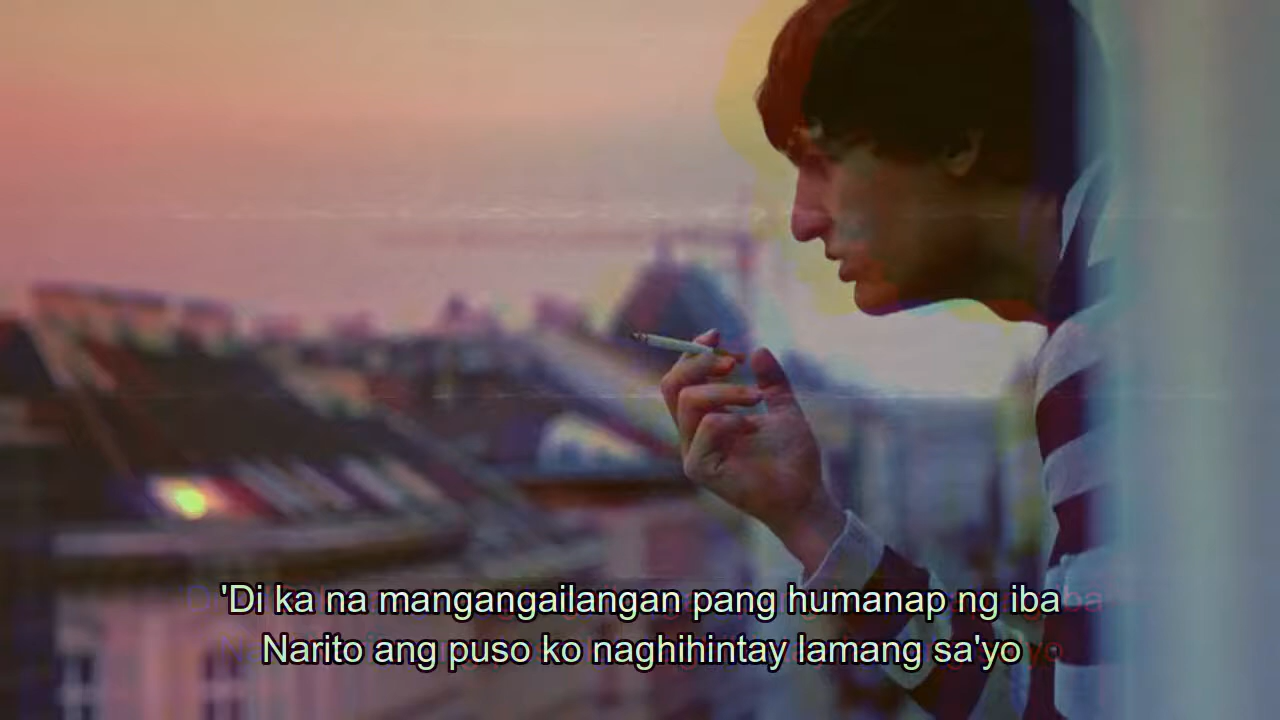 'Di ka na mangangailangan pang humanap ng iba
Narito ang puso ko naghihintay lamang sa'yo